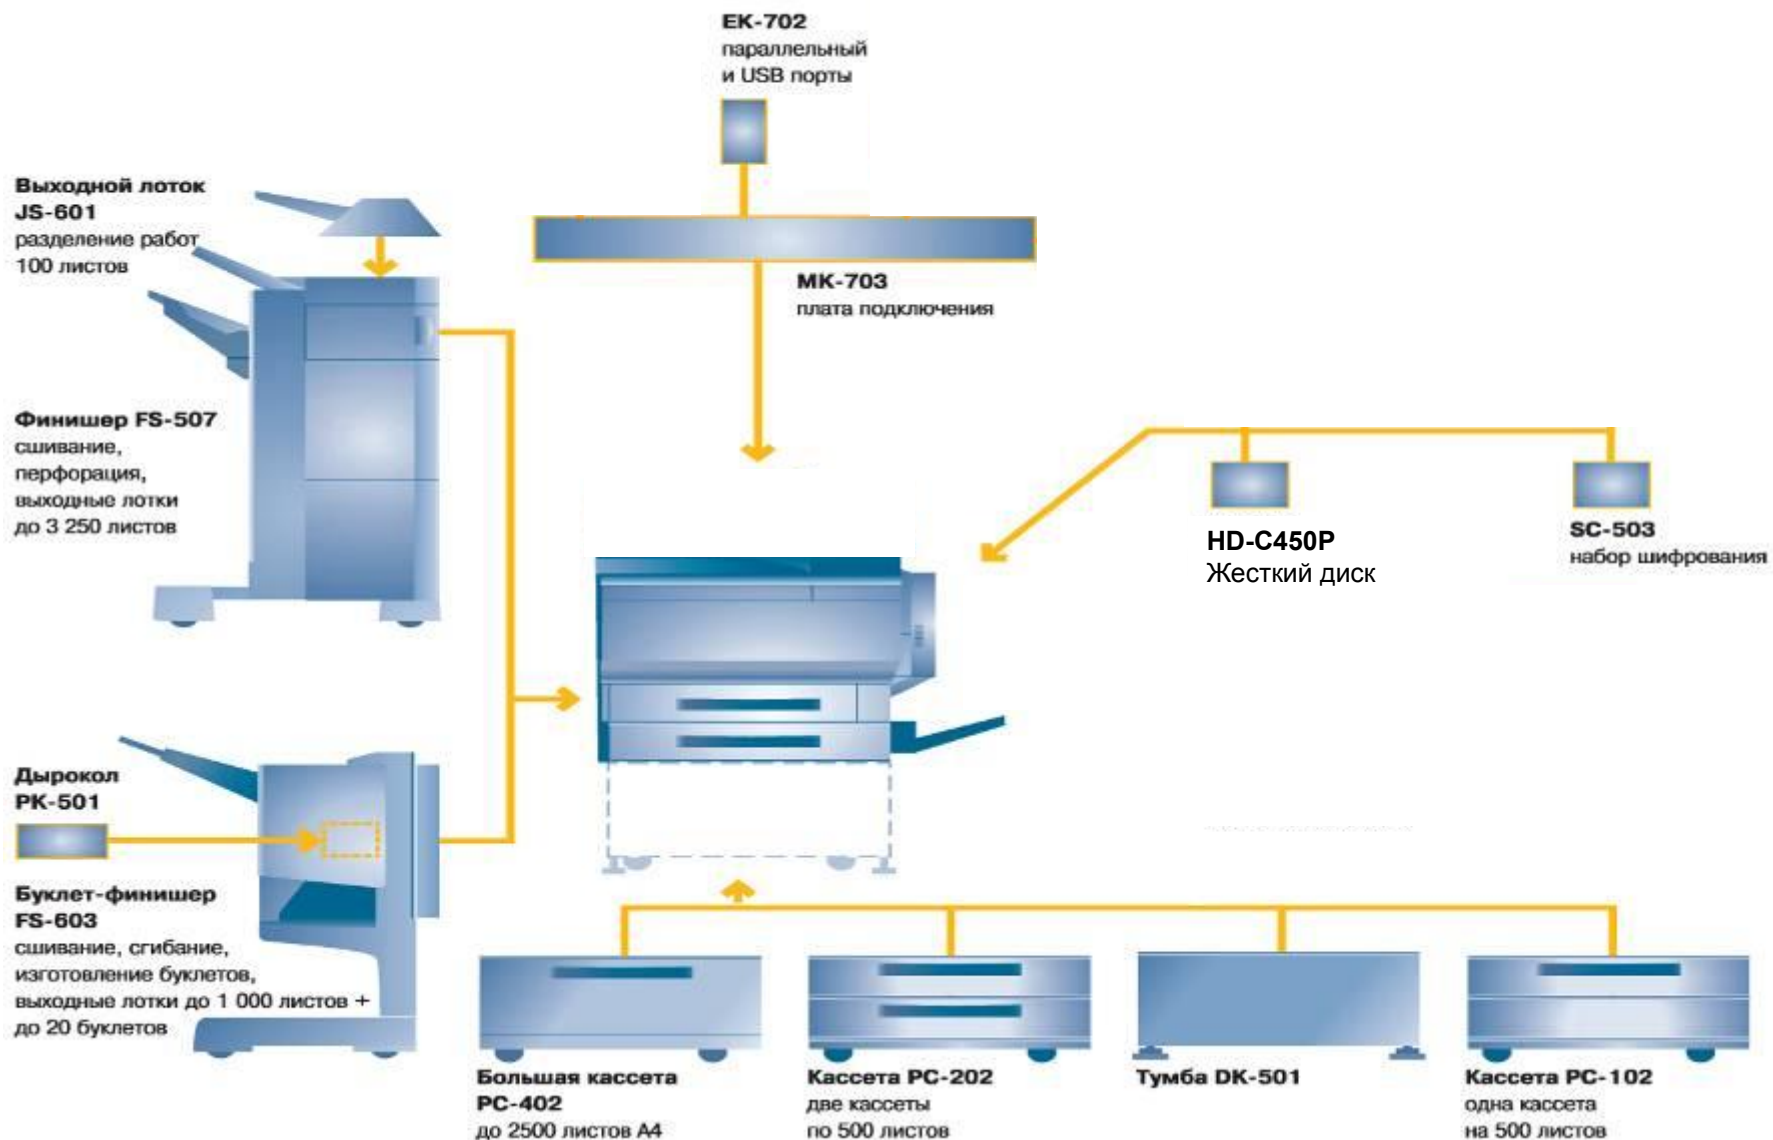 EK-702
параллельный
и USB порты
Выходной лоток
JS-601
разделение работ
100 листов
MK-703
плата подключения
Финишер FS-507
сшивание,
перфорация,
выходные лотки
до 3 250 листов
HD-C450P
Жесткий диск
SC-503
набор шифрования
Дырокол
PK-501
Буклет-финишер
FS-603
сшивание, сгибание,
изготовление буклетов,
выходные лотки до 1 000 листов +
до 20 буклетов
Большая кассета
PC-402
до 2500 листов А4
Кассета PC-202
две кассеты
по 500 листов
Тумба DK-501
Кассета PC-102
одна кассета
на 500 листов